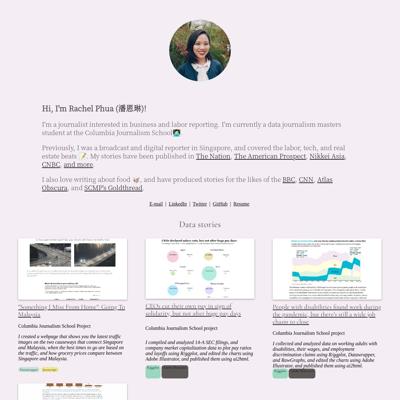 Hi, I'm Rachel Phua (潘恩琳)!
I'm a journalist interested in business and labor reporting. I'm currently a data journalism masters
student at the Columbia Journalism School
Previously, I was a broadcast and digital reporter in Singapore, and covered the labor, tech, and real
estate beats. My stories have been published in The Nation, The American Prospect, Nikkei Asia,
CNBC, and more.
I also love writing about food, and have produced stories for the likes of the BBC, CNN, Atlas
Obscura, and SCMP's Goldthread.
E-mail | LinkedIn | Twitter | GitHub | Resume
Data stories
"Something I Miss From Home": Going To
Malaysia
Columbia Journalism School Project
I created a webpage that shows you the latest traffic
images on the two causeways that connect Singapore
and Malaysia, when the best times to go are based on
the traffic, and how grocery prices compare between
Singapore and Malaysia.
CEOs cut their own pay in sign of
solidarity, but not after huge pay days
Columbia Journalism School project
I compiled and analyzed 14-A SEC filings, and
company market capitalization data to plot pay ratios
and layoffs using Kygplot, and edited the charts using
Adobe Illustrator, and published them using ai2html.
People with disabilities found work during
the pandemic, but there's still a wide job
chasm to close
Columbia Journalism School project
I collected and analyzed data on working adults with
disabilities, their wages, and employment
discrimination claims using R/ggplot, Datawrapper,
and RawGraphs, and edited the charts using Adobe
Illustrator, and published them using ai2html.